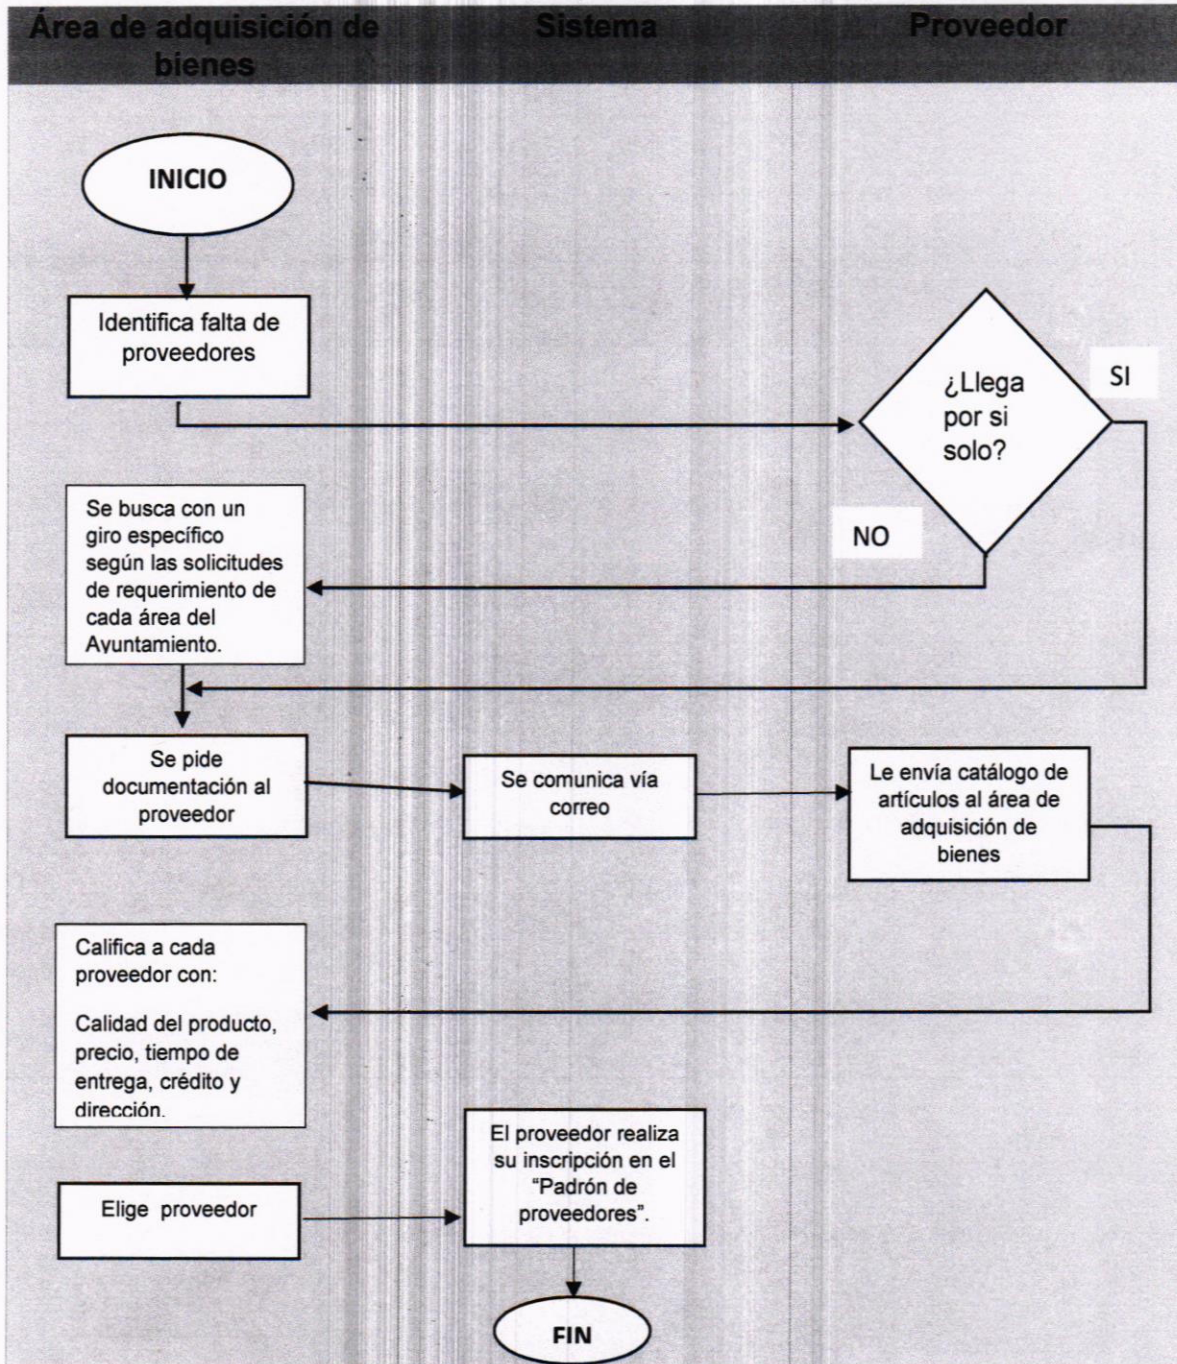 Área de adquisición de
bienes
Sistema
Proveedor
INICIO
Identifica falta de
proveedores
¿Llega
por si
solo?
SI
NO
Se busca con un
giro específico
según las solicitudes
de requerimiento de
cada área del
Ayuntamiento.
Se pide
documentación al
proveedor
Se comunica vía
correo
Le envía catálogo de
artículos al área de
adquisición de
bienes
Califica a cada
proveedor con:
Calidad del producto,
precio, tiempo de
entrega, crédito y
dirección.
Elige proveedor
El proveedor realiza
su inscripción en el
“Padrón de
proveedores”.
FIN